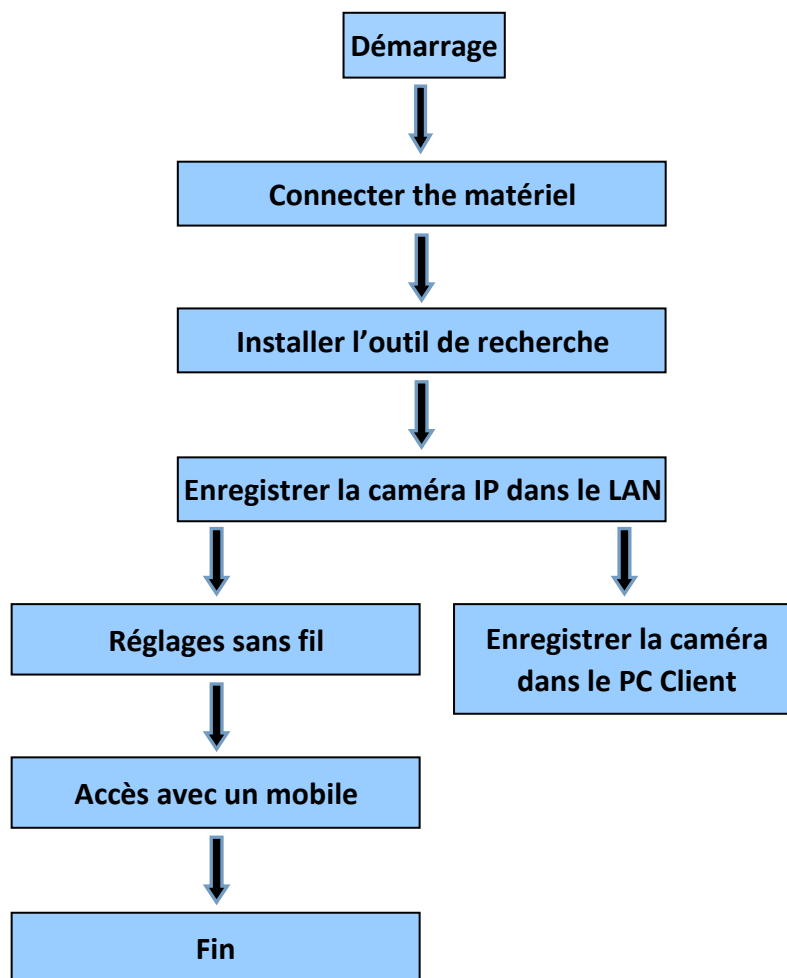 Démarrage
Connecter the matériel
Installer l’outil de recherche
Enregistrer la caméra IP dans le LAN
Réglages sans fil
Enregistrer la caméra
dans le PC Client
Accès avec un mobile
Fin